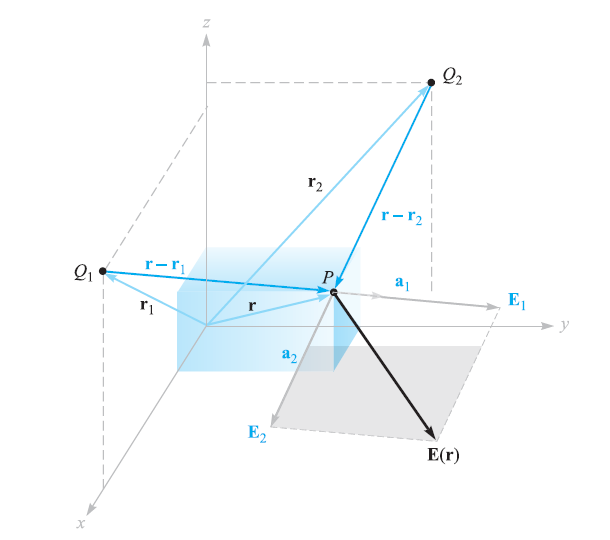 z
Q₂
r₂
r – r₂
Q₁
r – r₁
P
a₁
r₁
r
E₁
y
a₂
E₂
E(r)
x